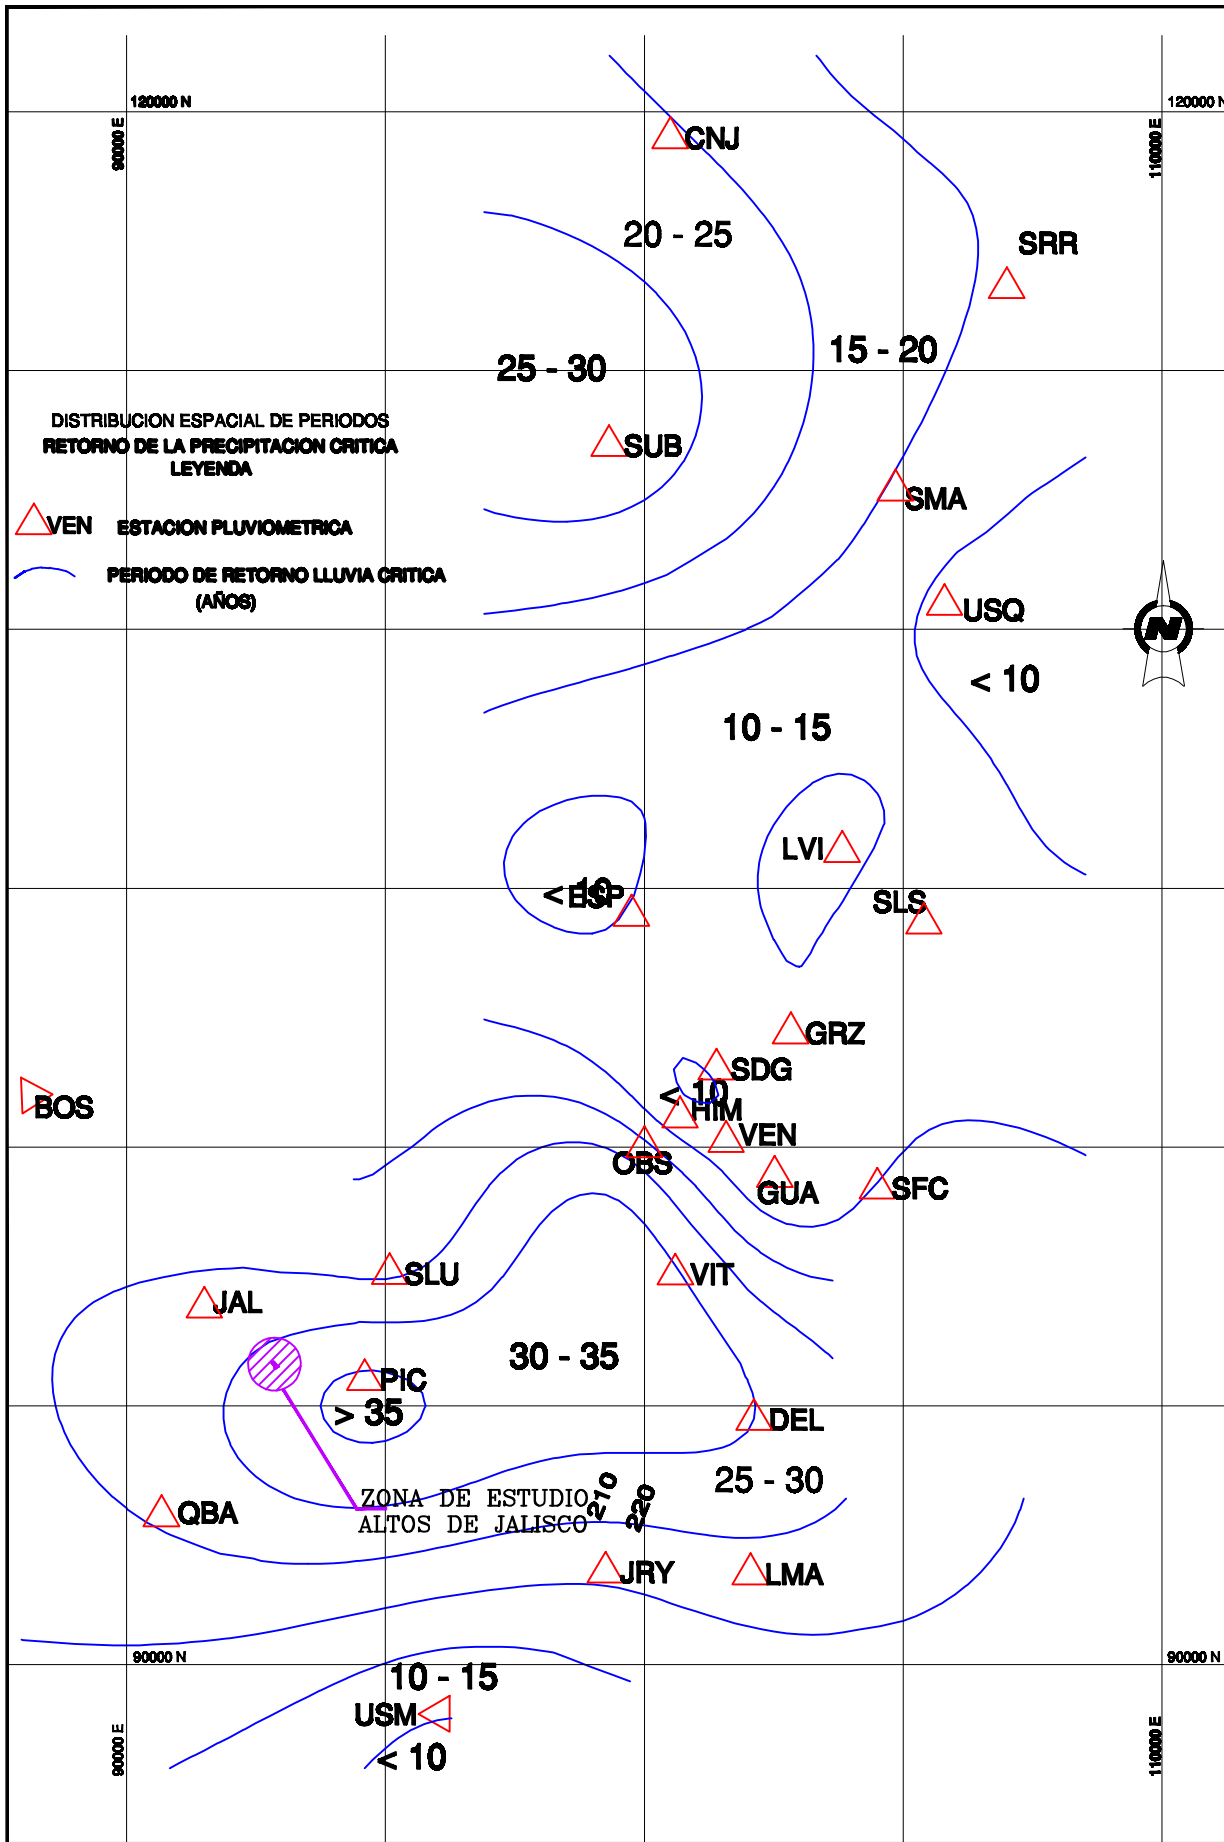 120000 N
120000 N
90000 E
110000 E
CNJ
20 - 25
SRR
15 - 20
25 - 30
DISTRIBUCION ESPACIAL DE PERIODOS
RETORNO DE LA PRECIPITACION CRITICA
LEYENDA
SUB
SMA
VEN ESTACION PLUVIOMETRICA
PERIODO DE RETORNO LLUVIA CRITICA
(AÑOS)
USQ
N
< 10
10 - 15
LVI
< 10
ESP
SLS
GRZ
SDG
< 10
HIM
BOS
VEN
OBS
GUA
SFC
SLU
VIT
JAL
30 - 35
PIC
> 35
DEL
25 - 30
210
220
ZONA DE ESTUDIO
ALTOS DE JALISCO
QBA
JRY
LMA
90000 N
90000 N
10 - 15
USM
< 10
90000 E
110000 E